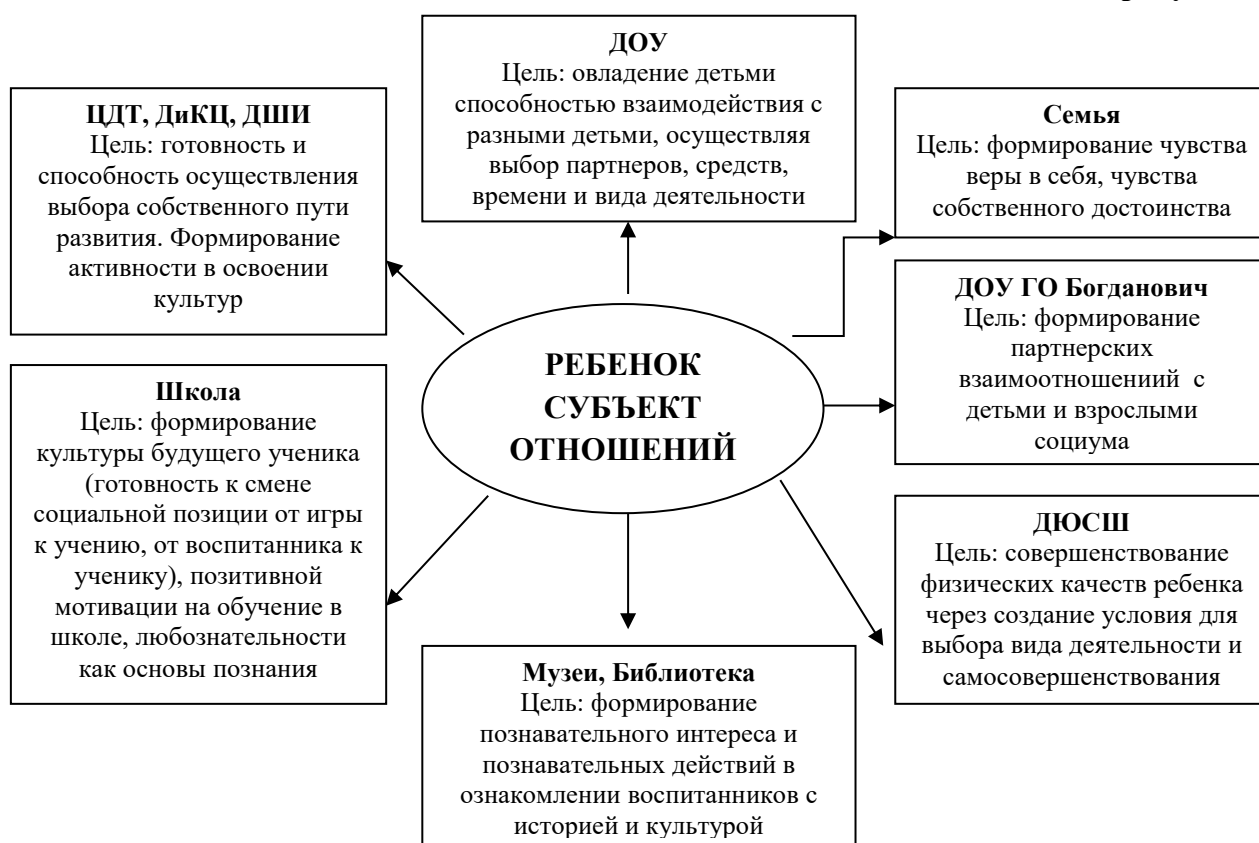 ДОУ
Цель: овладение детьми
способностью взаимодействия с
разными детьми, осуществляя
выбор партнеров, средств,
времени и вида деятельности
ЦДТ, ДиКЦ, ДШИ
Цель: готовность и
способность осуществления
выбора собственного пути
развития. Формирование
активности в освоении
культур
Семья
Цель: формирование чувства
веры в себя, чувства
собственного достоинства
ДОУ ГО Богданович
Цель: формирование
партнерских
взаимоотношениий с
детьми и взрослыми
социума
РЕБЕНОК
СУБЪЕКТ
ОТНОШЕНИЙ
Школа
Цель: формирование
культуры будущего ученика
(готовность к смене
социальной позиции от игры
к учению, от воспитанника к
ученику), позитивной
мотивации на обучение в
школе, любознательности
как основы познания
ДЮСШ
Цель: совершенствование
физических качеств ребенка
через создание условия для
выбора вида деятельности и
самосовершенствования
Музеи, Библиотека
Цель: формирование
познавательного интереса и
познавательных действий в
ознакомлении воспитанников с
историей и культурой